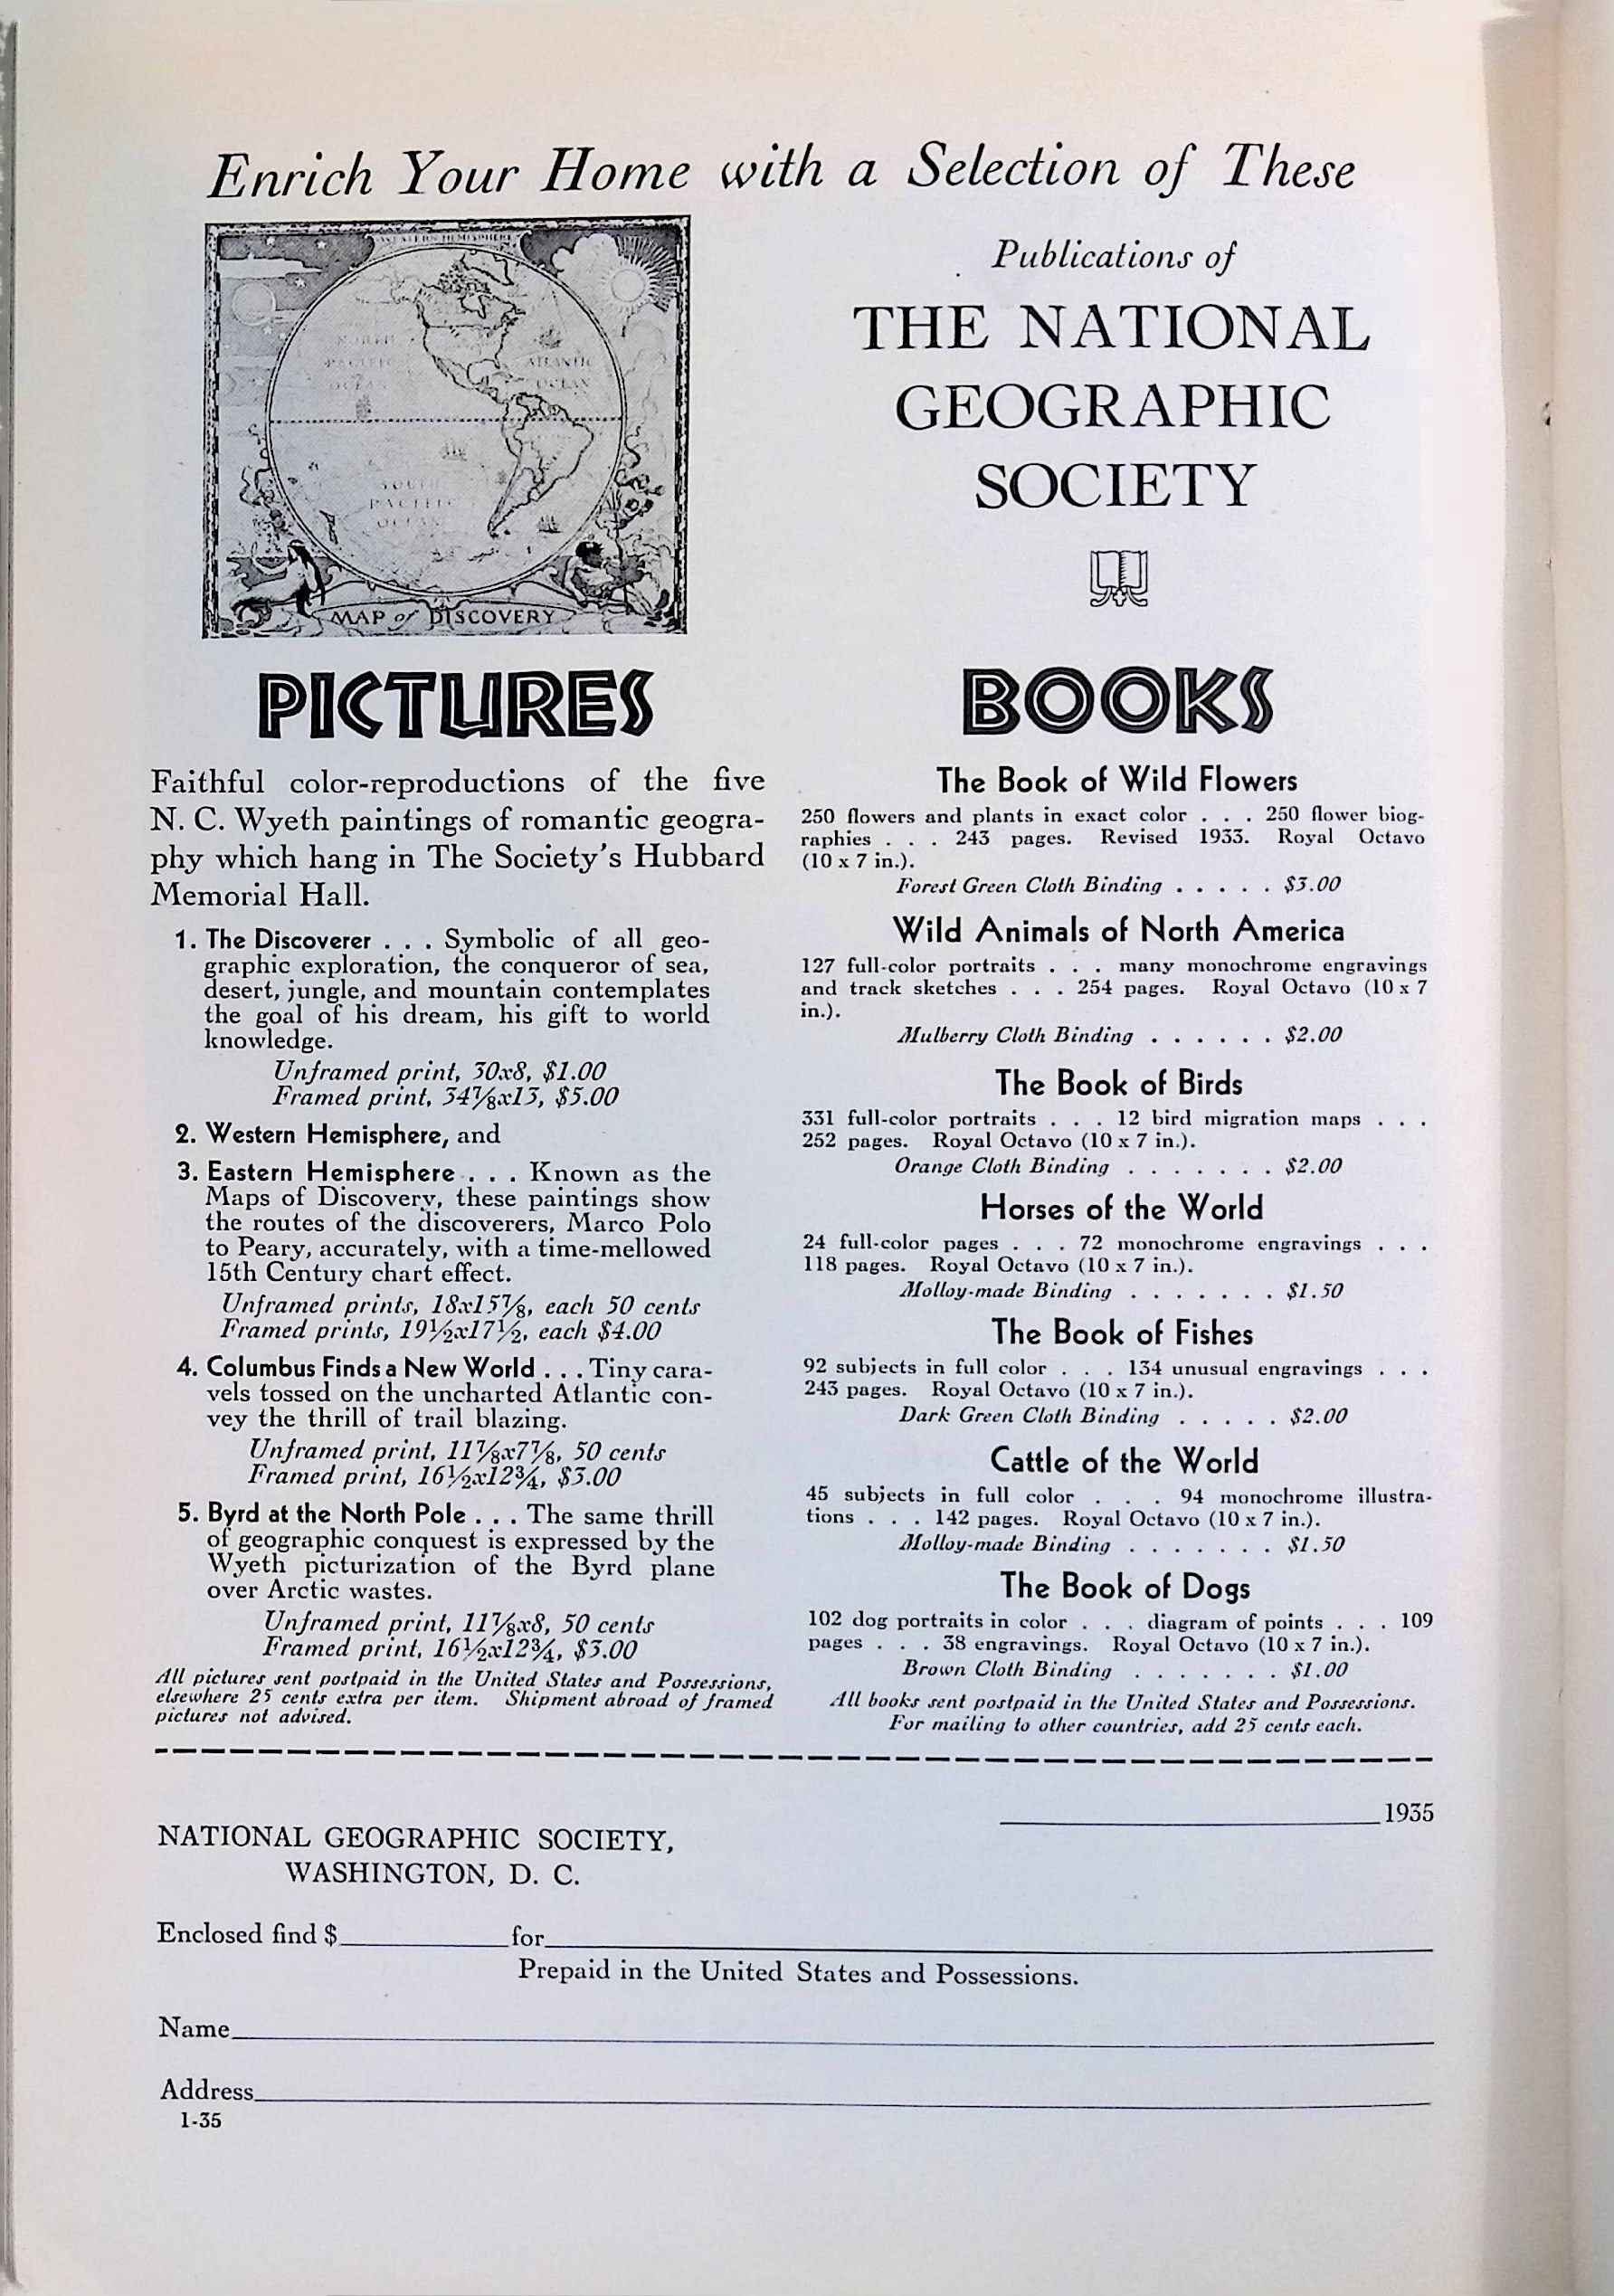 Enrich Your Home with a Selection of These
WESTERN HEMISPHERE
NORTH
PACIFIC
OCEAN
ATLANTIC
OCEAN
SOUTH
PACIFIC
OCEAN
MAP of DISCOVERY
Publications of
THE NATIONAL
GEOGRAPHIC
SOCIETY
PICTURES
Faithful color-reproductions of the five
N. C. Wyeth paintings of romantic geogra-
phy which hang in The Society's Hubbard
Memorial Hall.
1. The Discoverer . . . Symbolic of all geo-
graphic exploration, the conqueror of sea,
desert, jungle, and mountain contemplates
the goal of his dream, his gift to world
knowledge.
Unframed print, 30x8, $1.00
Framed print, 34⅞x13, $5.00
2. Western Hemisphere, and
3. Eastern Hemisphere . . . Known as the
Maps of Discovery, these paintings show
the routes of the discoverers, Marco Polo
to Peary, accurately, with a time-mellowed
15th Century chart effect.
Unframed prints, 18x15⅞, each 50 cents
Framed prints, 19½x17½, each $4.00
4. Columbus Finds a New World . . . Tiny cara-
vels tossed on the uncharted Atlantic con-
vey the thrill of trail blazing.
Unframed print, 11⅞x7⅞, 50 cents
Framed print, 16½x12¾, $3.00
5. Byrd at the North Pole . . . The same thrill
of geographic conquest is expressed by the
Wyeth picturization of the Byrd plane
over Arctic wastes.
Unframed print, 11⅞x8, 50 cents
Framed print, 16½x12¾, $3.00
All pictures sent postpaid in the United States and Possessions,
elsewhere 25 cents extra per item. Shipment abroad of framed
pictures not advised.
BOOKS
The Book of Wild Flowers
250 flowers and plants in exact color . . . 250 flower biog-
raphies . . . 243 pages. Revised 1933. Royal Octavo
(10 x 7 in.).
Forest Green Cloth Binding . . . . . $3.00
Wild Animals of North America
127 full-color portraits . . . many monochrome engravings
and track sketches . . . 254 pages. Royal Octavo (10 x 7
in.).
Mulberry Cloth Binding . . . . . . $2.00
The Book of Birds
331 full-color portraits . . . 12 bird migration maps . . .
252 pages. Royal Octavo (10 x 7 in.).
Orange Cloth Binding . . . . . . . $2.00
Horses of the World
24 full-color pages . . . 72 monochrome engravings . . .
118 pages. Royal Octavo (10 x 7 in.).
Molloy-made Binding . . . . . . . $1.50
The Book of Fishes
92 subjects in full color . . . 134 unusual engravings . . .
243 pages. Royal Octavo (10 x 7 in.).
Dark Green Cloth Binding . . . . . $2.00
Cattle of the World
45 subjects in full color . . . 94 monochrome illustra-
tions . . . 142 pages. Royal Octavo (10 x 7 in.).
Molloy-made Binding . . . . . . . $1.50
The Book of Dogs
102 dog portraits in color . . . diagram of points . . . 109
pages . . . 38 engravings. Royal Octavo (10 x 7 in.).
Brown Cloth Binding . . . . . . . $1.00
All books sent postpaid in the United States and Possessions.
For mailing to other countries, add 25 cents each.
1935
NATIONAL GEOGRAPHIC SOCIETY,
WASHINGTON, D. C.
Enclosed find $ for
Prepaid in the United States and Possessions.
Name
Address
1-35